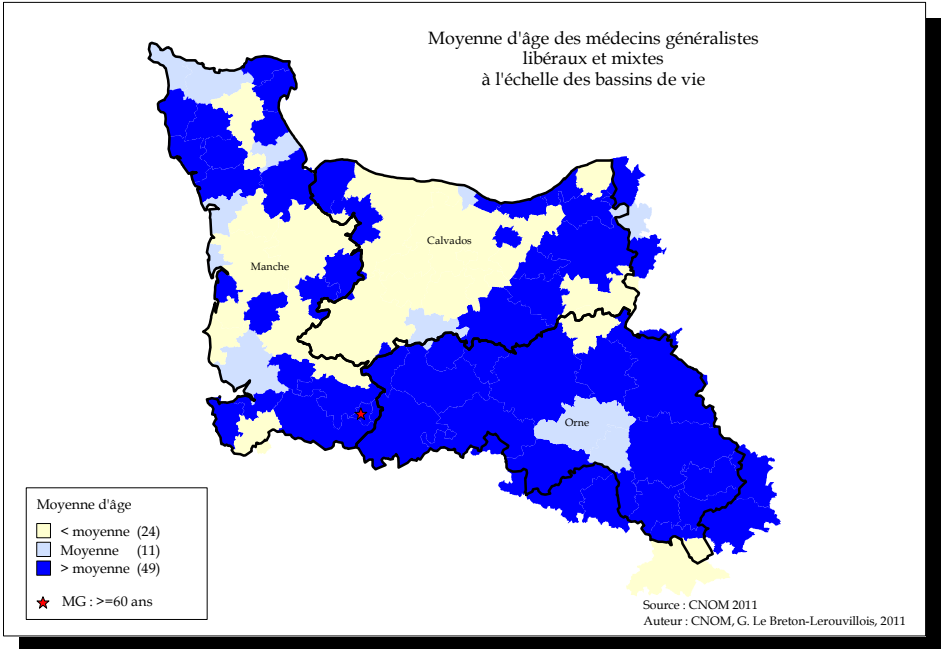 Moyenne d'âge des médecins généralistes
libéraux et mixtes
à l'échelle des bassins de vie
Calvados
Manche
Orne
Moyenne d'âge
< moyenne (24)
Moyenne (11)
> moyenne (49)
MG : >=60 ans
Source : CNOM 2011
Auteur : CNOM, G. Le Breton-Lerouvillois, 2011